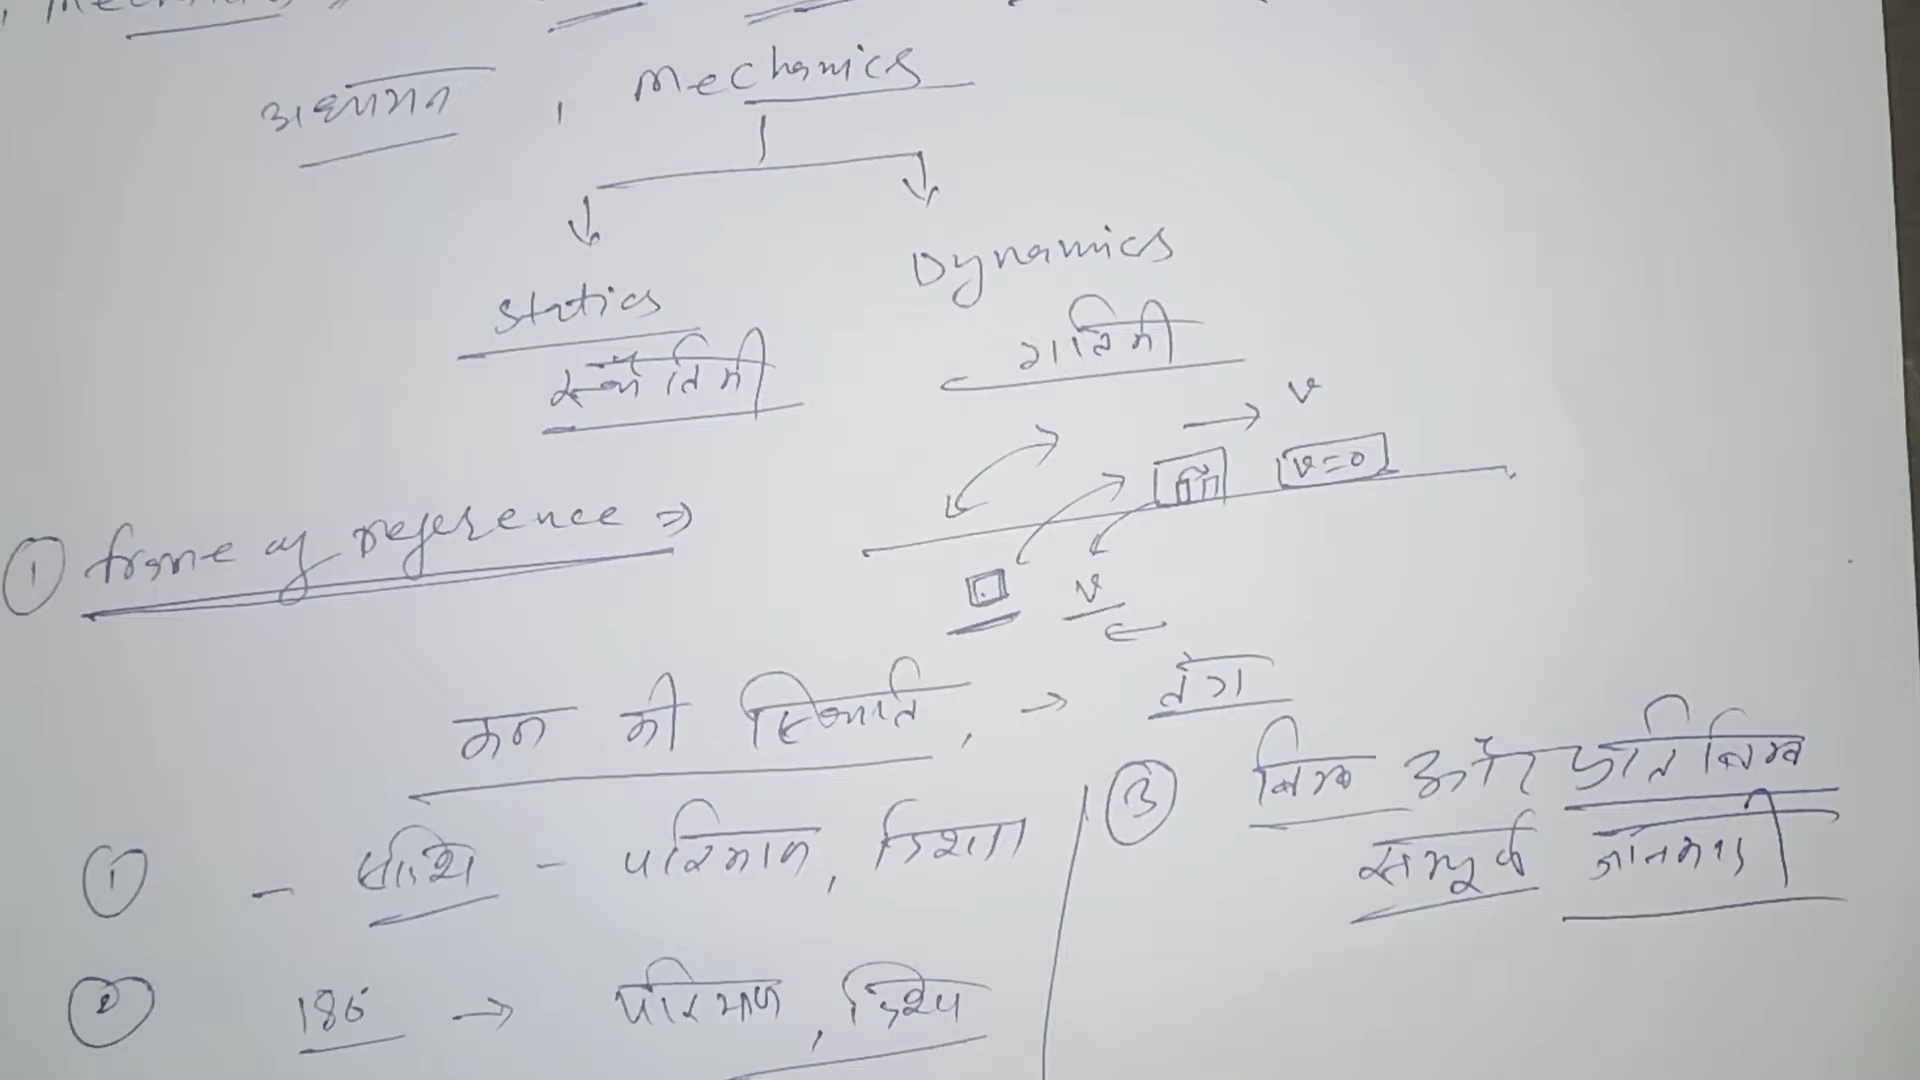 अध्ययन, Mechanics
Statics
Dynamics
स्थैतिकी
गतिकी
v
v=0
① frame of reference ⇒
v
कण की स्थिति, → वेग
① - राशि - परिमाण, दिशा
② 180 → परिमाण, दिशा
③ बिम्ब और प्रतिबिम्ब
सम्पूर्ण जानकारी